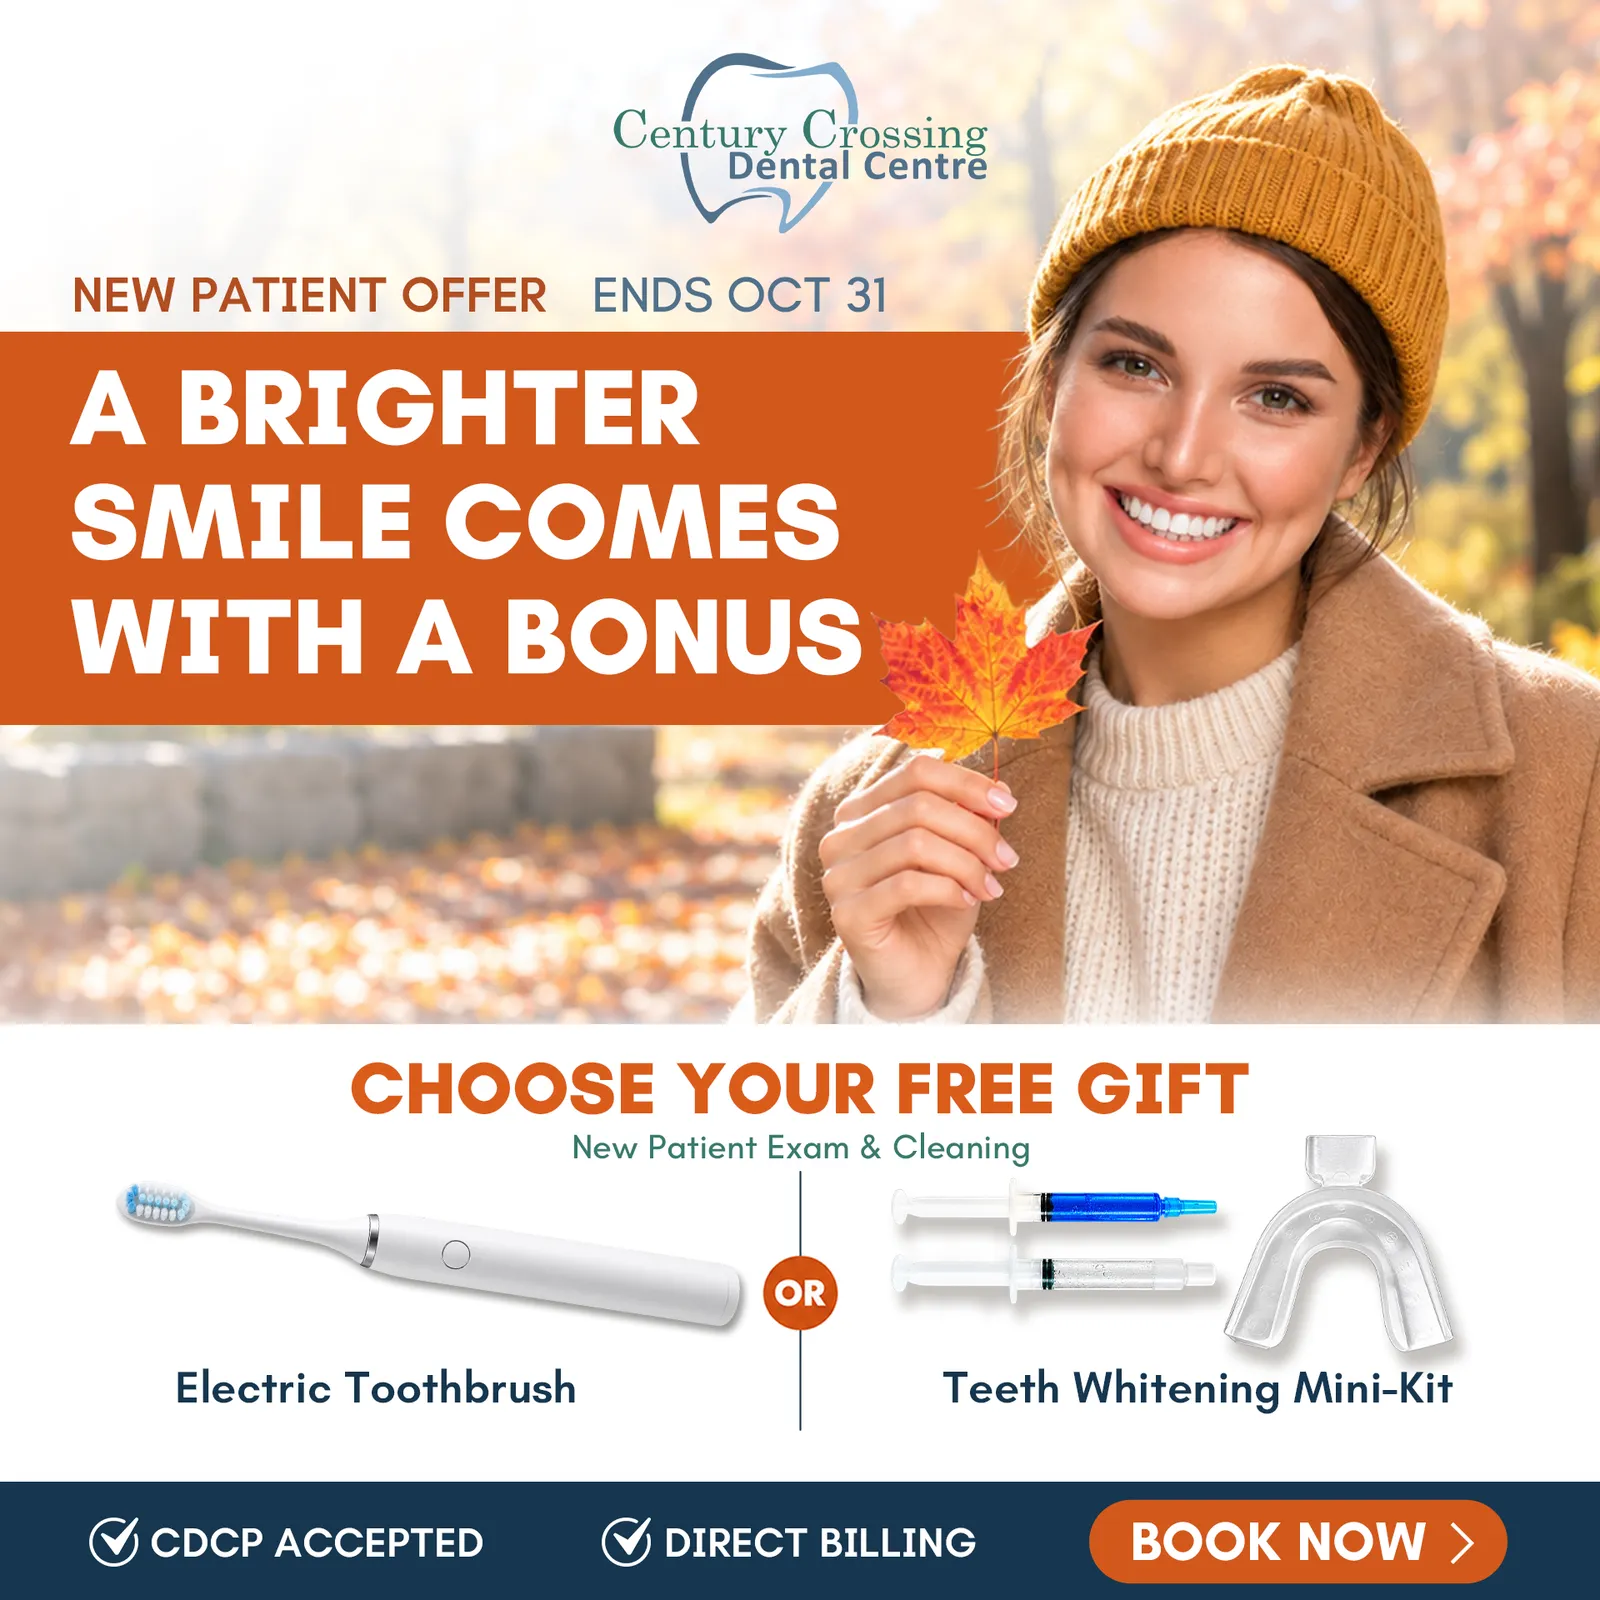 Century Crossing
Dental Centre
NEW PATIENT OFFER ENDS OCT 31
A BRIGHTER
SMILE COMES
WITH A BONUS
CHOOSE YOUR FREE GIFT
New Patient Exam & Cleaning
OR
Electric Toothbrush
Teeth Whitening Mini-Kit
CDCP ACCEPTED
DIRECT BILLING
BOOK NOW